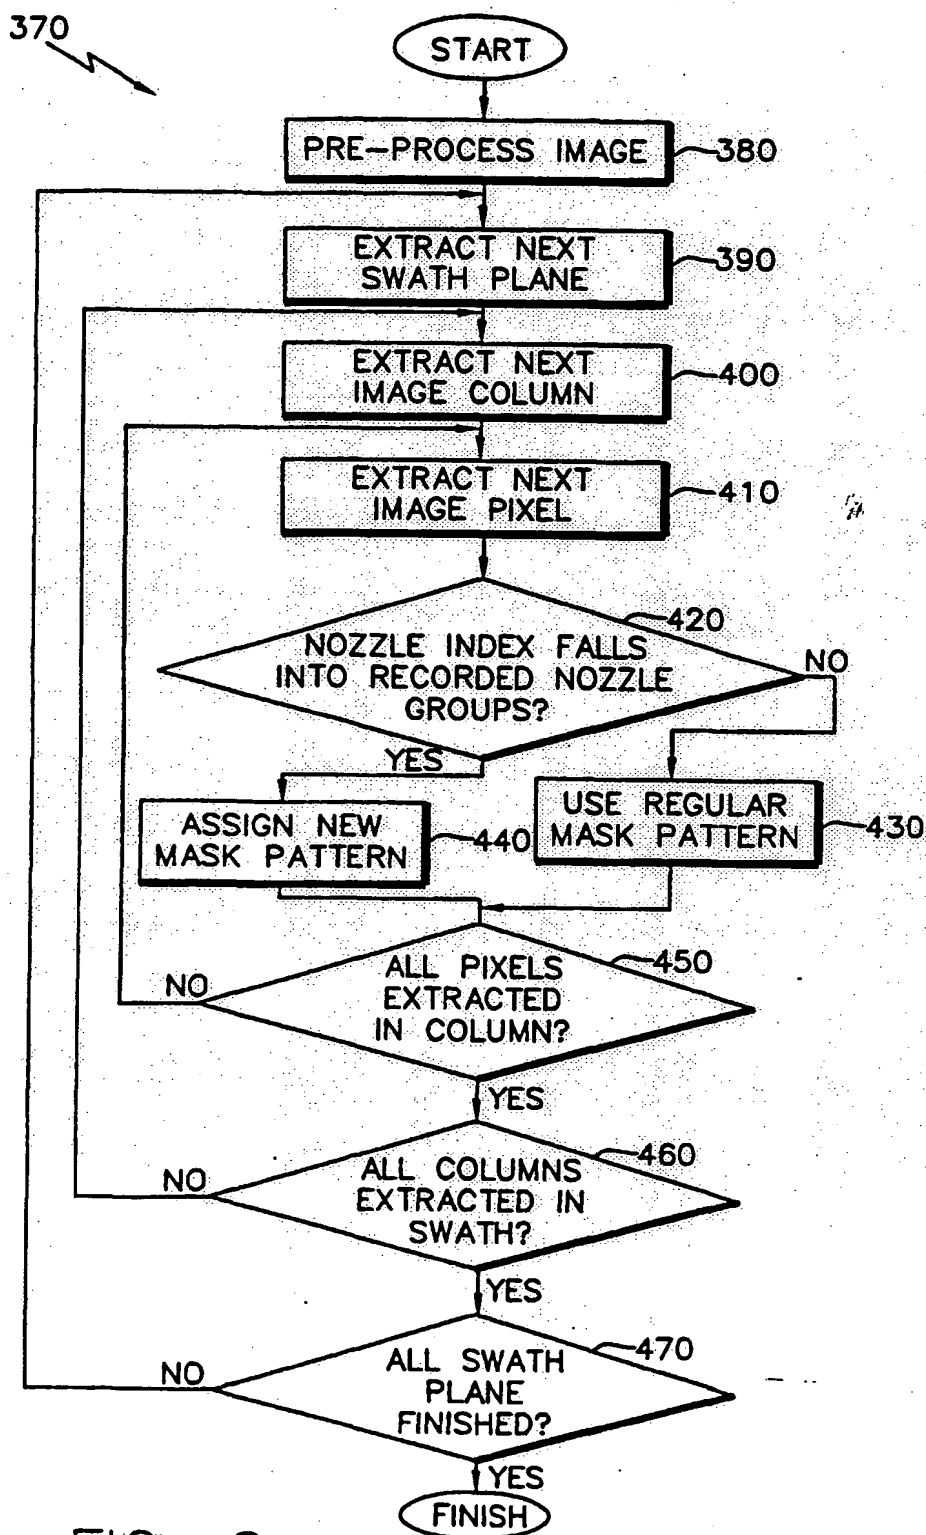 370
START
PRE-PROCESS IMAGE
380
EXTRACT NEXT
SWATH PLANE
390
EXTRACT NEXT
IMAGE COLUMN
400
EXTRACT NEXT
IMAGE PIXEL
410
420
NOZZLE INDEX FALLS
INTO RECORDED NOZZLE
GROUPS?
NO
YES
ASSIGN NEW
MASK PATTERN
440
USE REGULAR
MASK PATTERN
430
450
ALL PIXELS
EXTRACTED
IN COLUMN?
NO
YES
460
ALL COLUMNS
EXTRACTED IN
SWATH?
NO
YES
470
ALL SWATH
PLANE
FINISHED?
NO
YES
FINISH